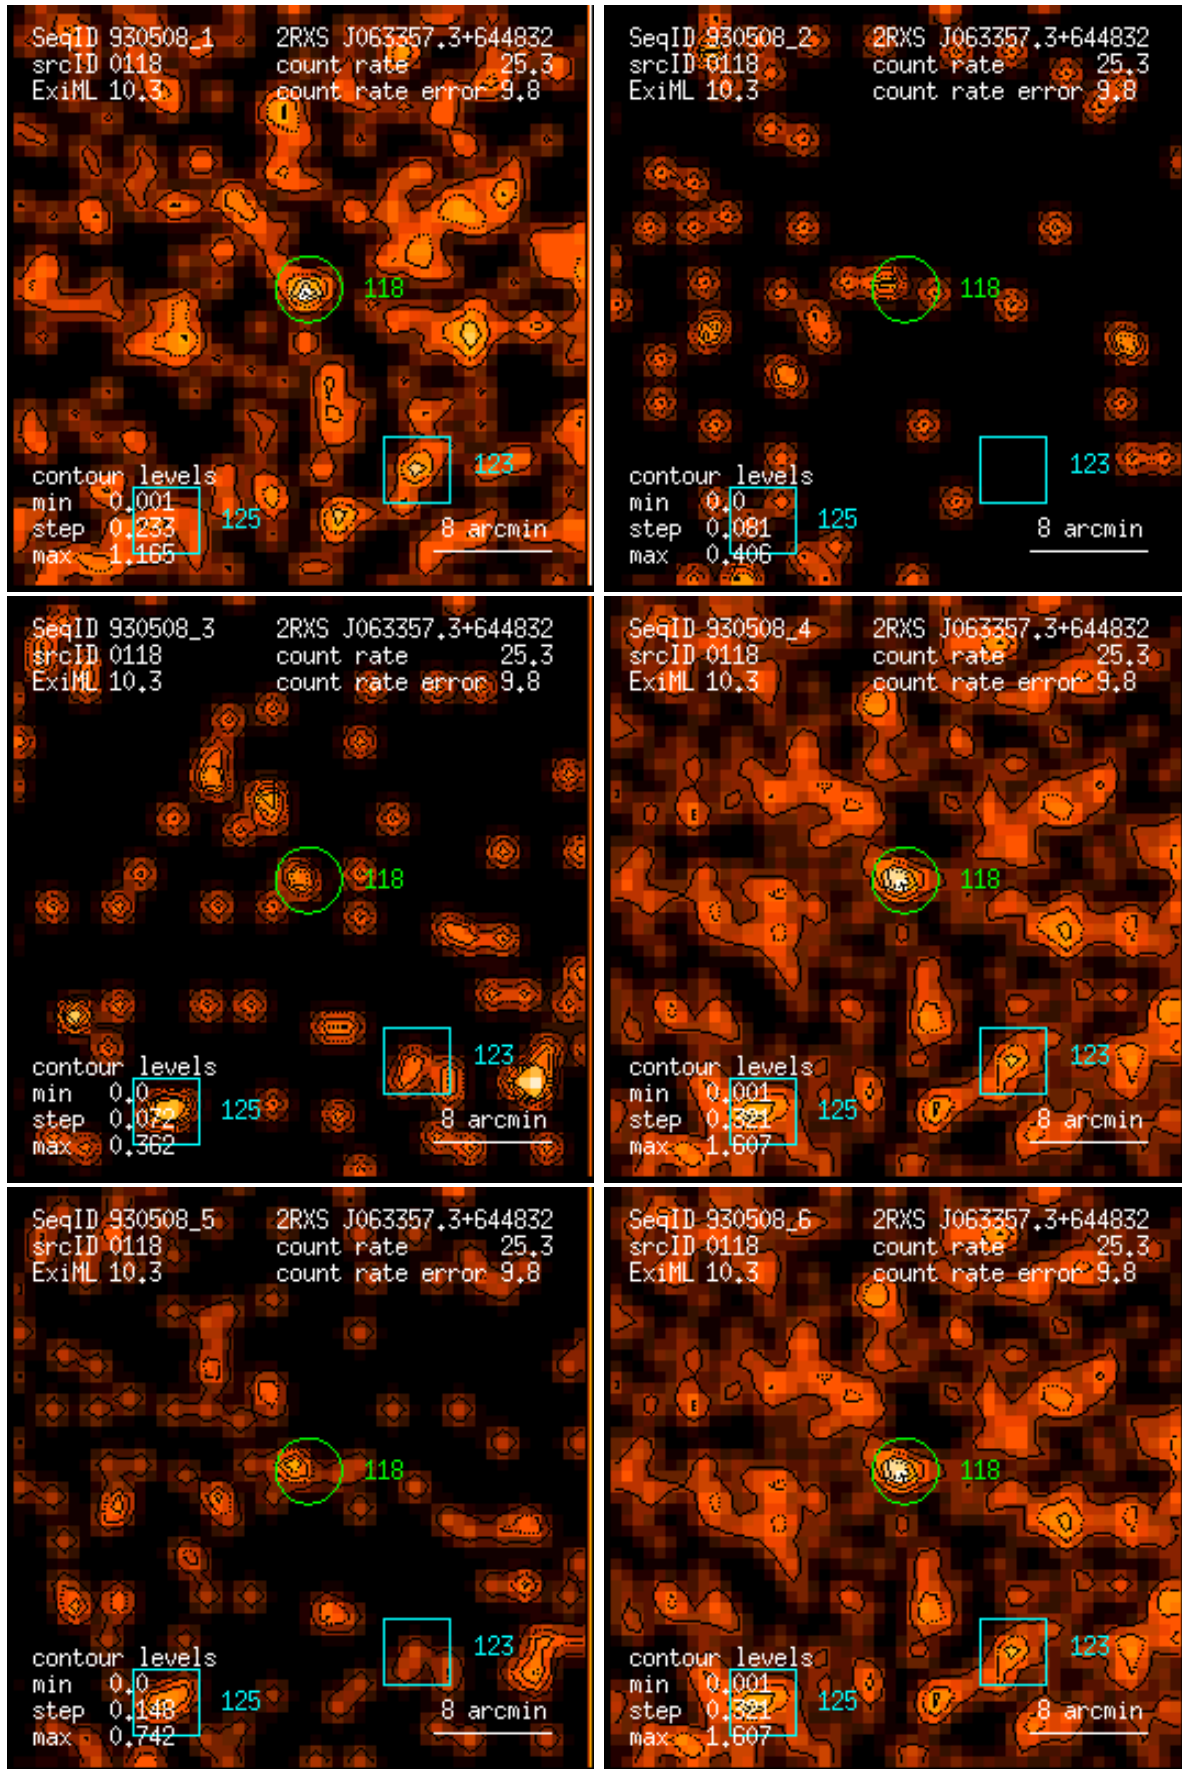 SeqID 930508_1 2RXS J063357.3+644832
srcID 0118 count rate 25.3
ExiML 10.3 count rate error 9.8
118
123
contour levels
min 0.001
125
step 0.233
8 arcmin
max 1.165
SeqID 930508_2 2RXS J063357.3+644832
srcID 0118 count rate 25.3
ExiML 10.3 count rate error 9.8
118
123
contour levels
min 0.0
125
step 0.081
8 arcmin
max 0.406
SeqID 930508_3 2RXS J063357.3+644832
srcID 0118 count rate 25.3
ExiML 10.3 count rate error 9.8
118
123
contour levels
min 0.0
125
step 0.072
8 arcmin
max 0.362
SeqID 930508_4 2RXS J063357.3+644832
srcID 0118 count rate 25.3
ExiML 10.3 count rate error 9.8
118
123
contour levels
min 0.001
125
step 0.321
8 arcmin
max 1.607
SeqID 930508_5 2RXS J063357.3+644832
srcID 0118 count rate 25.3
ExiML 10.3 count rate error 9.8
118
123
contour levels
min 0.0
125
step 0.148
8 arcmin
max 0.742
SeqID 930508_6 2RXS J063357.3+644832
srcID 0118 count rate 25.3
ExiML 10.3 count rate error 9.8
118
123
contour levels
min 0.001
125
step 0.321
8 arcmin
max 1.607